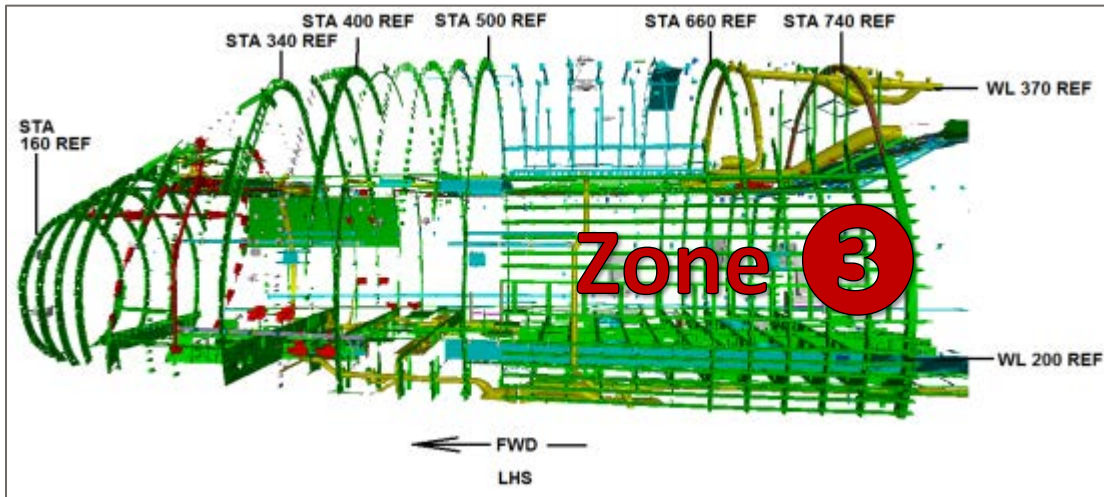 STA 500 REF
STA 660 REF
STA 740 REF
STA 400 REF
STA 340 REF
WL 370 REF
STA
160 REF
Zone 3
WL 200 REF
FWD
LHS